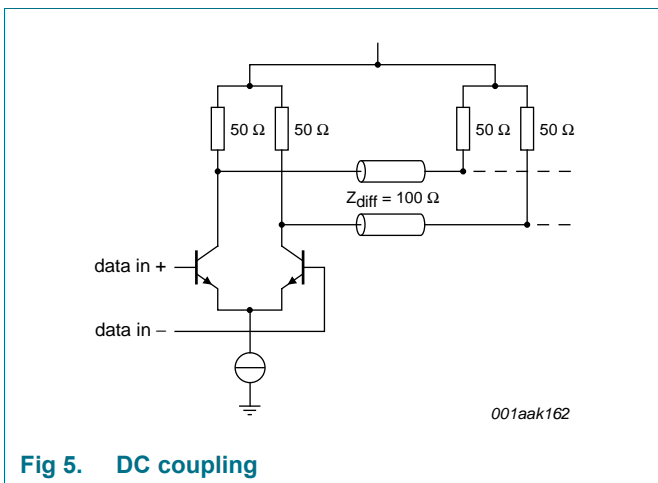 50 Ω 50 Ω 50 Ω 50 Ω
Zdiff = 100 Ω
data in +
data in −
001aak162
Fig 5. DC coupling